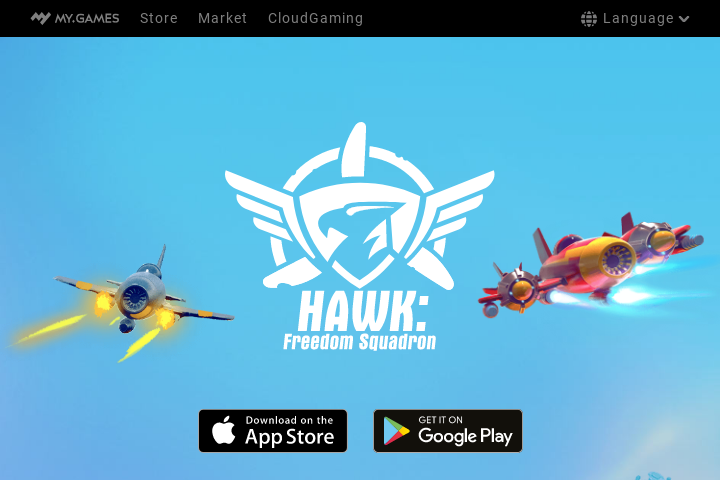 MY.GAMES Store Market CloudGaming Language
HAWK:
Freedom Squadron
Download on the
App Store
GET IT ON
Google Play